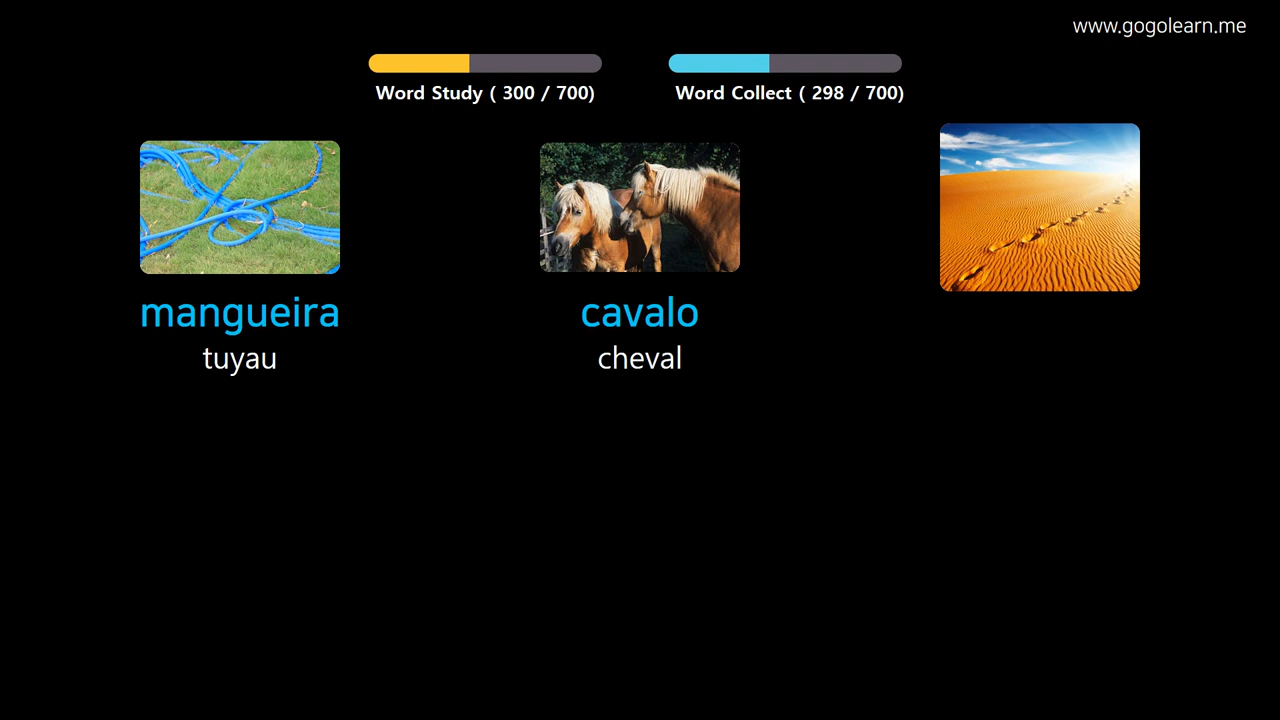 www.gogolearn.me
Word Study ( 300 / 700)
Word Collect ( 298 / 700)
mangueira
tuyau
cavalo
cheval